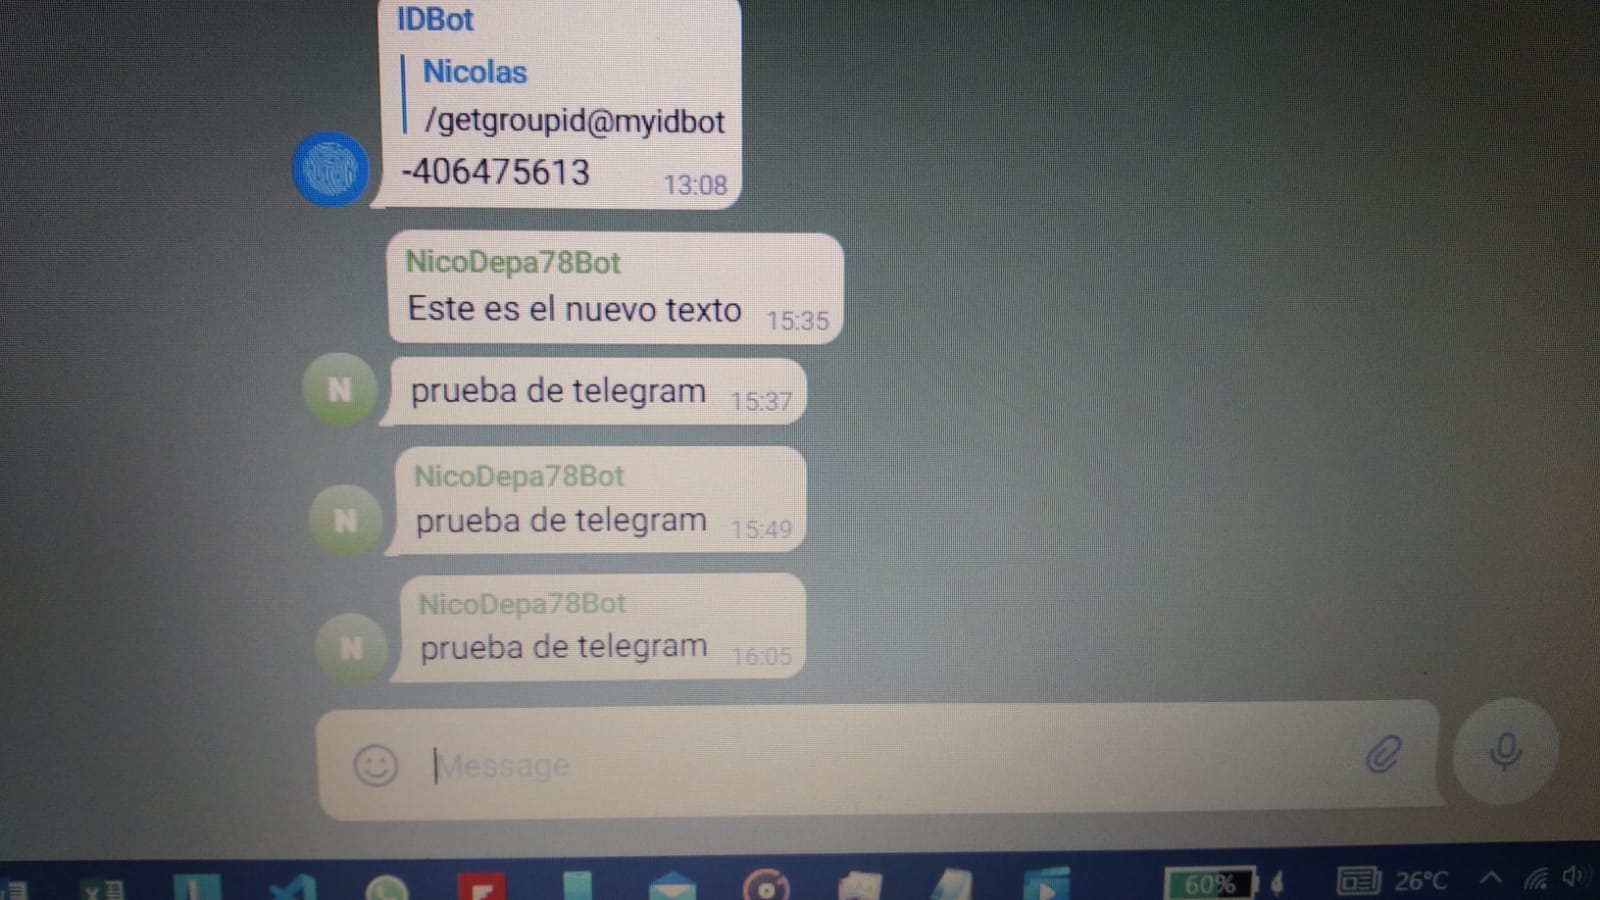 IDBot
Nicolas
/getgroupid@myidbot
-406475613
13:08
NicoDepa78Bot
Este es el nuevo texto
15:35
N
prueba de telegram
15:37
NicoDepa78Bot
N
prueba de telegram
15:49
NicoDepa78Bot
N
prueba de telegram
16:05
Message
60%
26°C